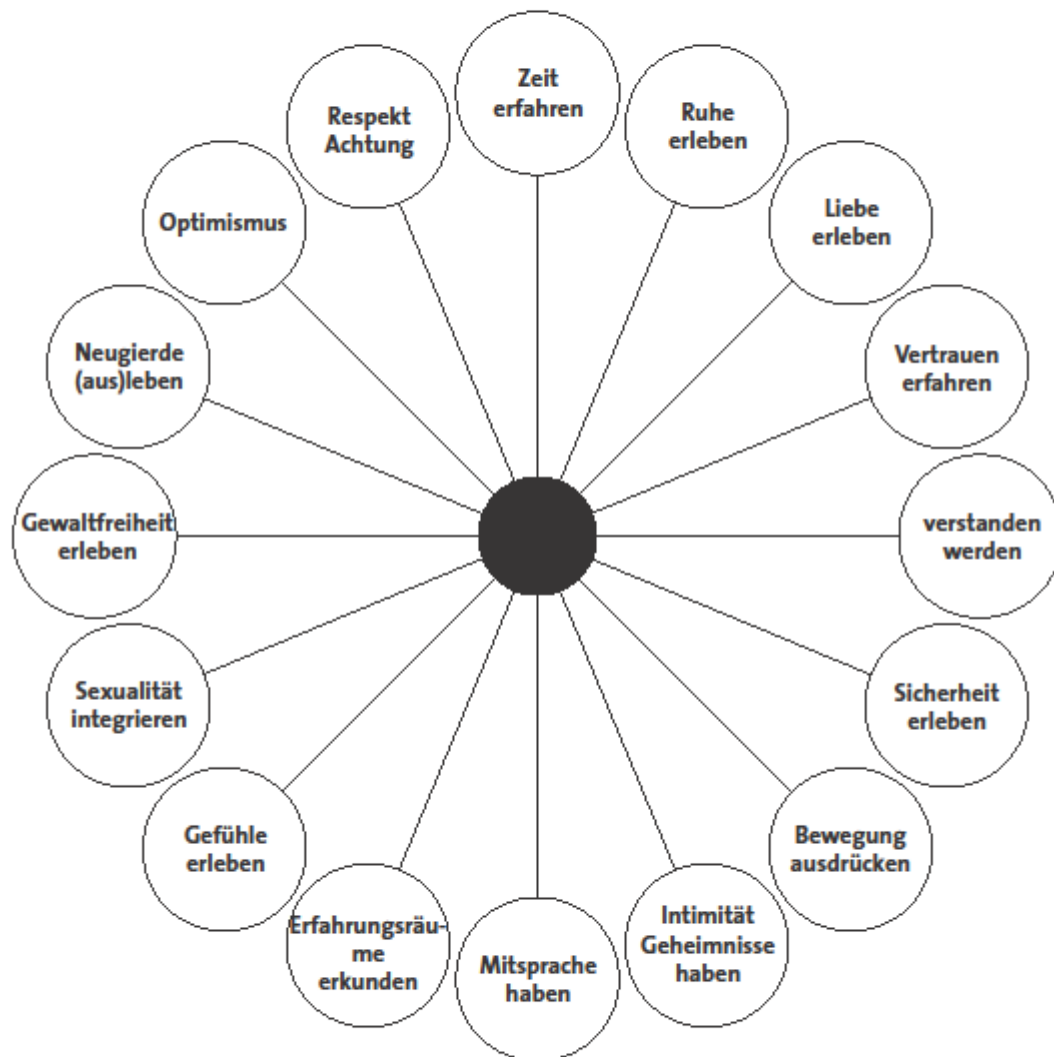 Zeit
erfahren
Ruhe
erleben
Liebe
erleben
Vertrauen
erfahren
verstanden
werden
Sicherheit
erleben
Bewegung
ausdrücken
Intimität
Geheimnisse
haben
Mitsprache
haben
Erfahrungsräu-
me
erkunden
Gefühle
erleben
Sexualität
integrieren
Gewaltfreiheit
erleben
Neugierde
(aus)leben
Optimismus
Respekt
Achtung